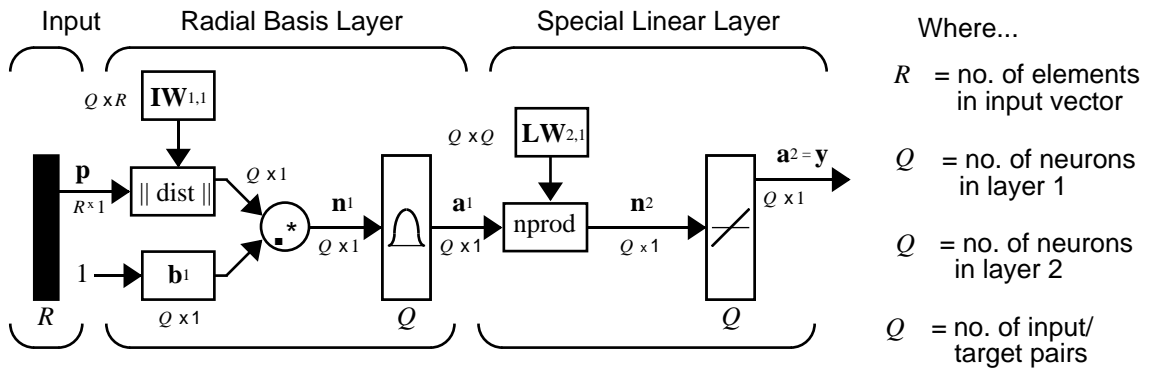 Input
Radial Basis Layer
Special Linear Layer
Where...
R = no. of elements
in input vector
Q = no. of neurons
in layer 1
Q = no. of neurons
in layer 2
Q = no. of input/
target pairs
Q x R
IW1,1
p
R x 1
|| dist ||
Q x 1
1
b1
Q x 1
.*
n1
Q x 1
a1
Q x 1
Q x Q
LW2,1
nprod
n2
Q x 1
a2 = y
Q x 1
R
Q
Q